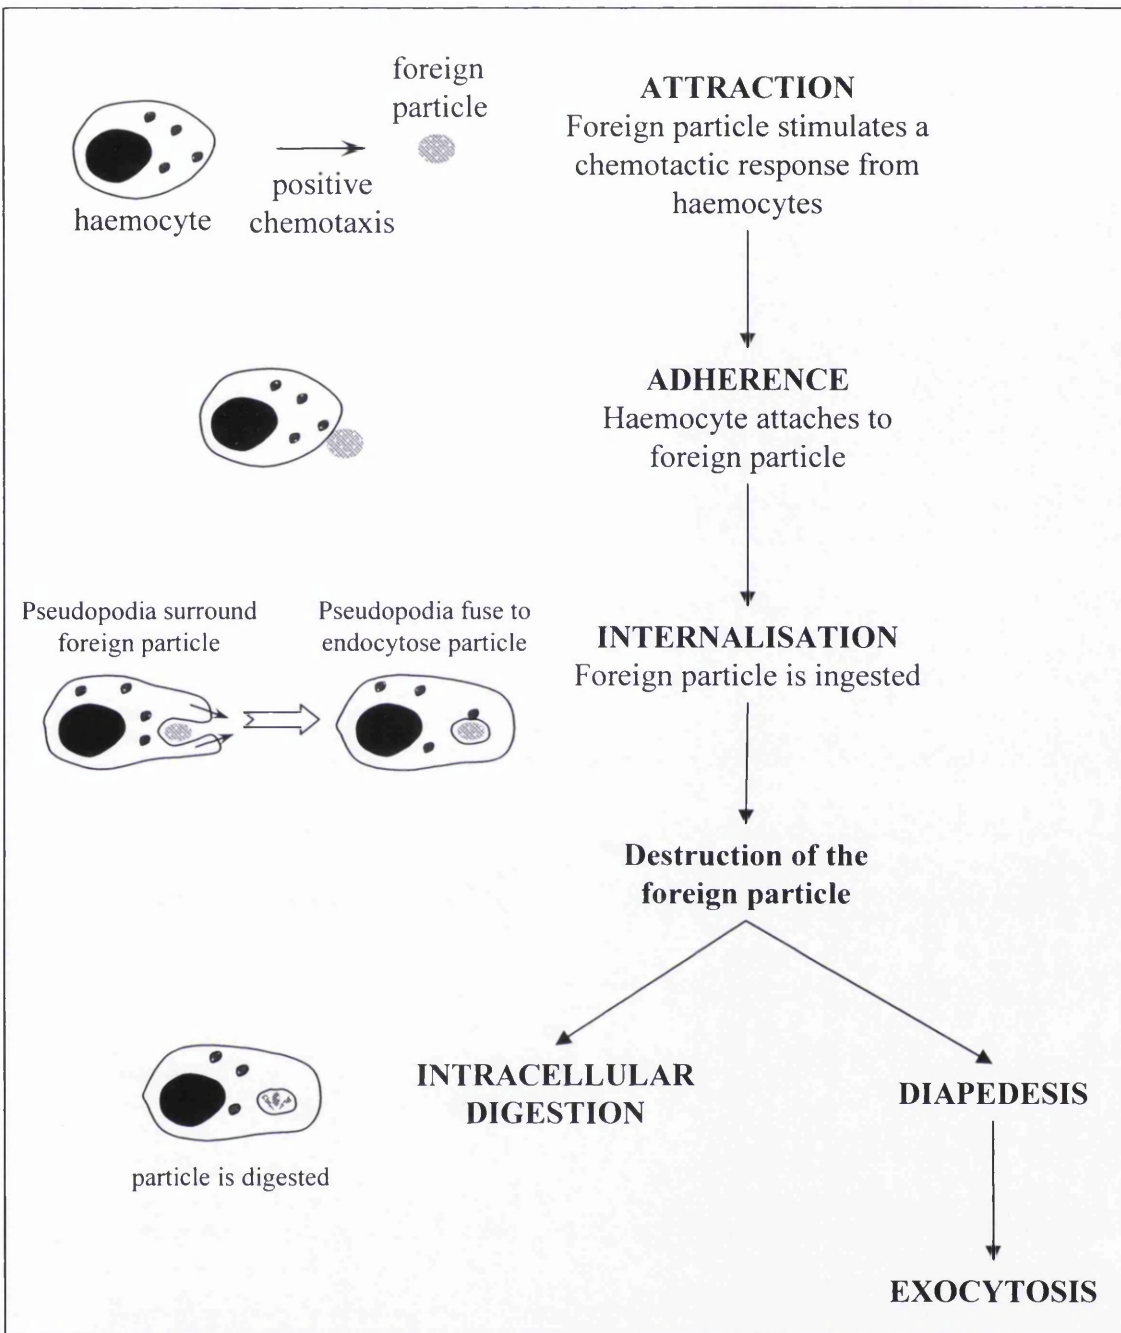 foreign
particle
positive
chemotaxis
haemocyte
ATTRACTION
Foreign particle stimulates a
chemotactic response from
haemocytes
ADHERENCE
Haemocyte attaches to
foreign particle
Pseudopodia surround
foreign particle
Pseudopodia fuse to
endocytose particle
INTERNALISATION
Foreign particle is ingested
Destruction of the
foreign particle
INTRACELLULAR
DIGESTION
DIAPEDESIS
particle is digested
EXOCYTOSIS